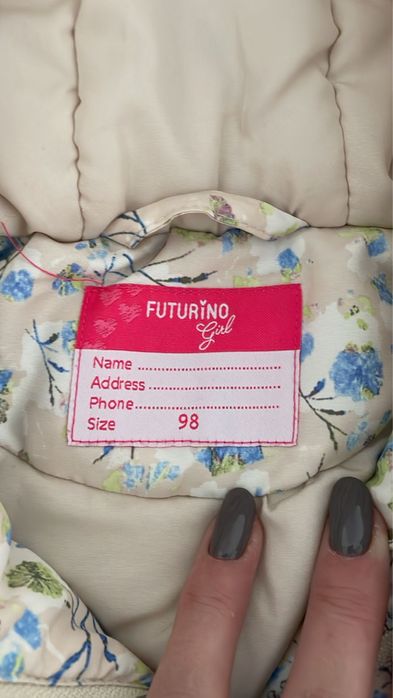 FUTURiNO
Girl
Name ................................
Address .............................
Phone................................
Size 98